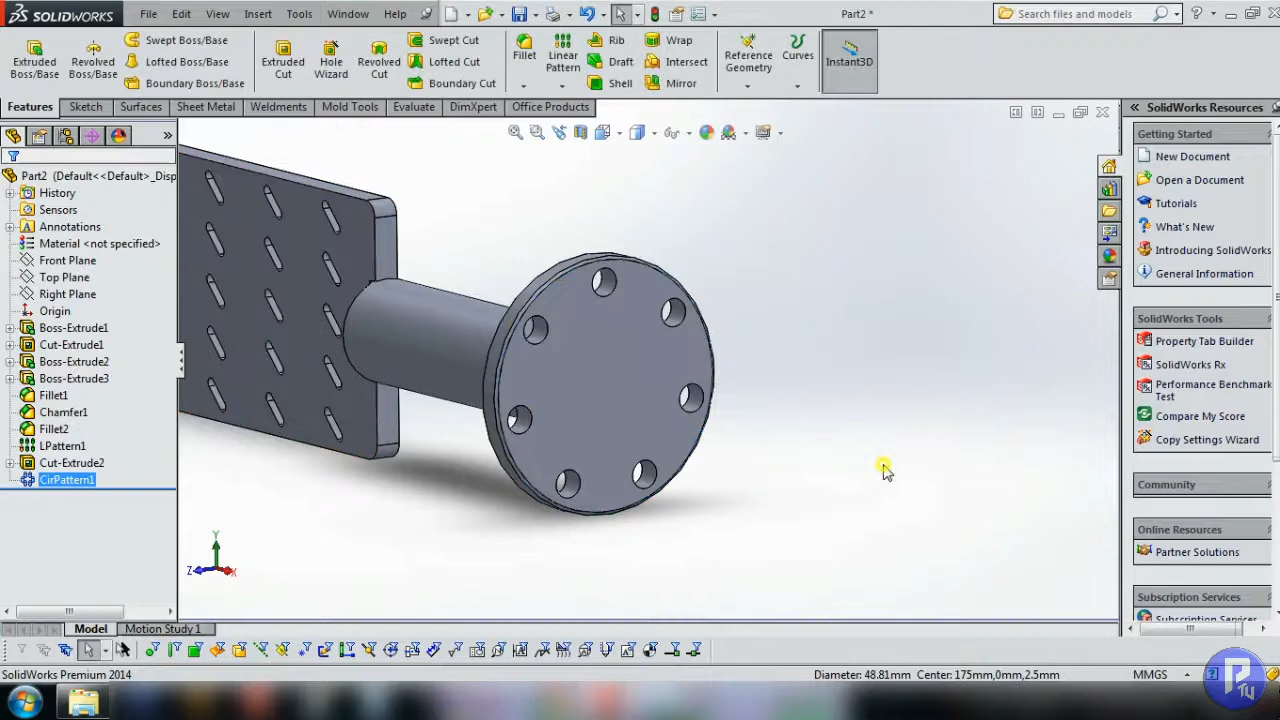 SOLIDWORKS File Edit View Insert Tools Window Help Part2 * Search files and models
Extruded Boss/Base
Revolved Boss/Base
Swept Boss/Base
Lofted Boss/Base
Boundary Boss/Base
Extruded Cut
Hole Wizard
Revolved Cut
Swept Cut
Lofted Cut
Boundary Cut
Fillet
Linear Pattern
Rib
Draft
Shell
Wrap
Intersect
Mirror
Reference Geometry
Curves
Instant3D
Features Sketch Surfaces Sheet Metal Weldments Mold Tools Evaluate DimXpert Office Products
Part2 (Default<<Default>_Disp
History
Sensors
Annotations
Material <not specified>
Front Plane
Top Plane
Right Plane
Origin
Boss-Extrude1
Cut-Extrude1
Boss-Extrude2
Boss-Extrude3
Fillet1
Chamfer1
Fillet2
LPattern1
Cut-Extrude2
CirPattern1
Y
Z
X
SolidWorks Resources
Getting Started
New Document
Open a Document
Tutorials
What's New
Introducing SolidWorks
General Information
SolidWorks Tools
Property Tab Builder
SolidWorks Rx
Performance Benchmark Test
Compare My Score
Copy Settings Wizard
Community
Online Resources
Partner Solutions
Subscription Services
Model Motion Study 1
SolidWorks Premium 2014 Diameter: 48.81mm Center: 175mm,0mm,2.5mm MMGS